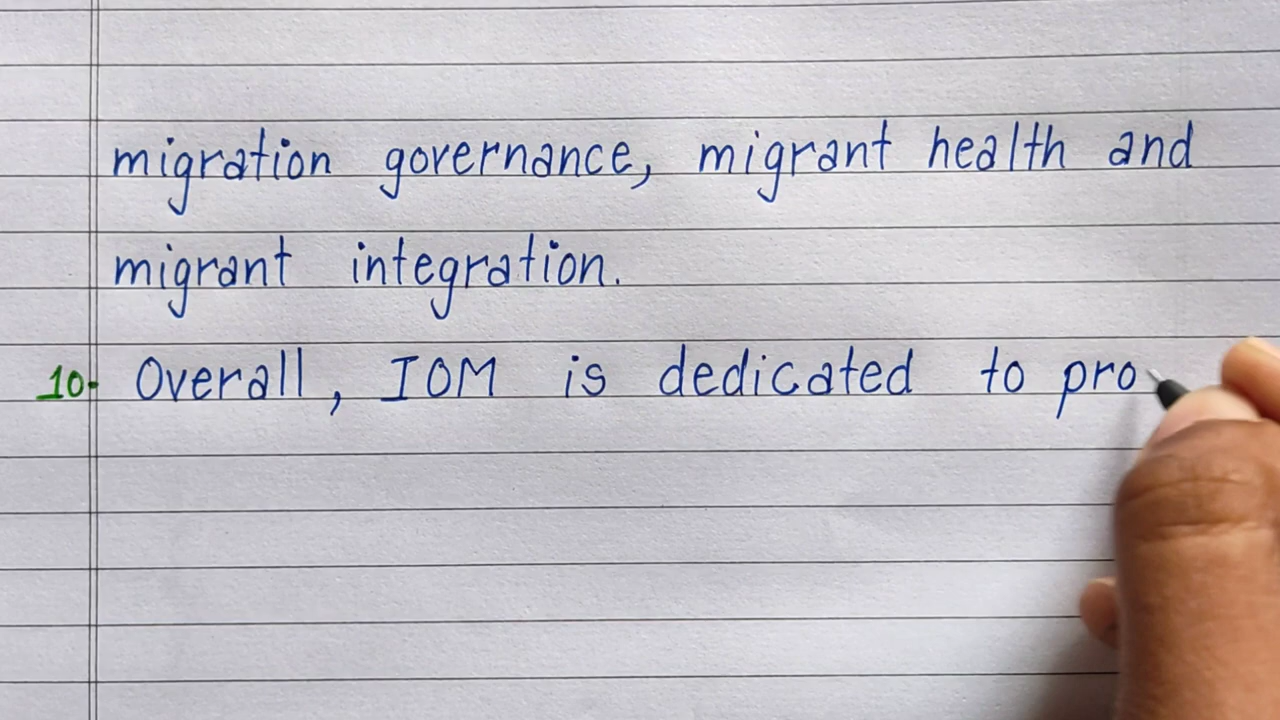 migration governance, migrant health and
migrant integration.
10. Overall, IOM is dedicated to pro